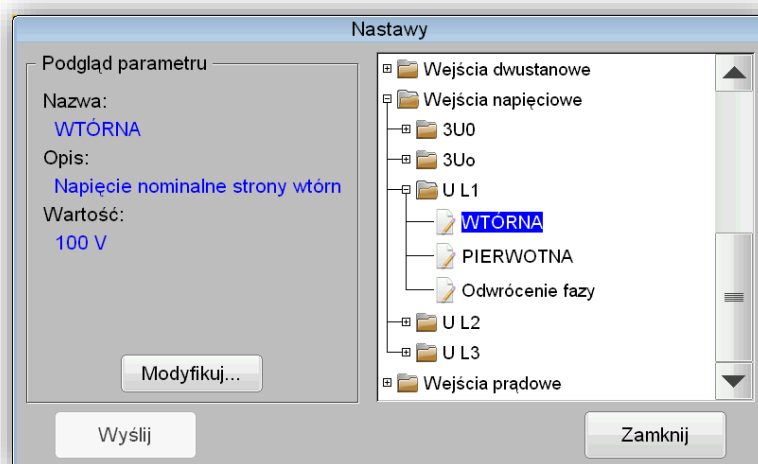 Nastawy
Podgląd parametru
Nazwa:
WTÓRNA
Opis:
Napięcie nominalne strony wtórn
Wartość:
100 V
Modyfikuj...
Wyślij
Wejścia dwustanowe
Wejścia napięciowe
3U0
3Uo
U L1
WTÓRNA
PIERWOTNA
Odwrócenie fazy
U L2
U L3
Wejścia prądowe
Zamknij